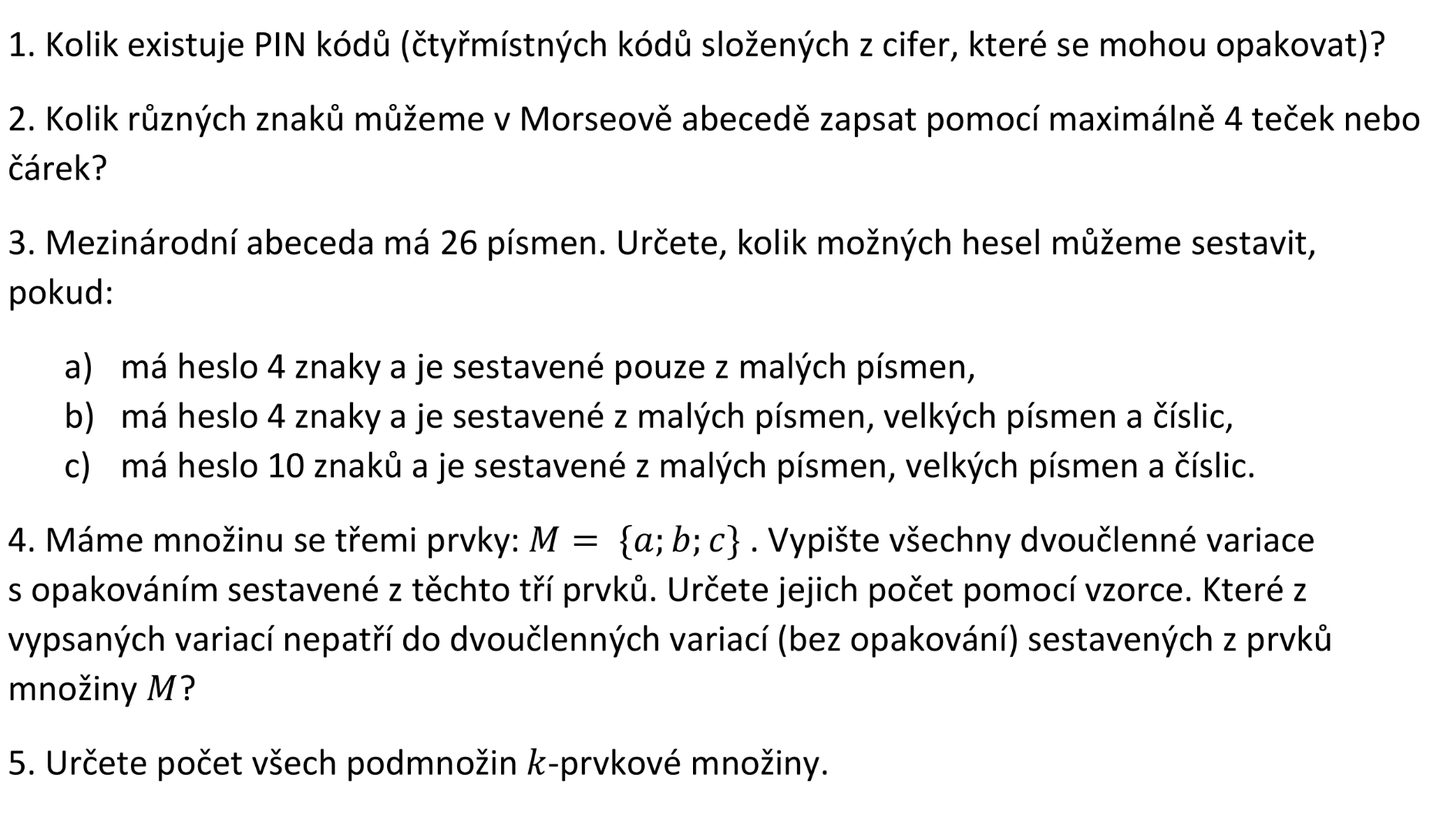 1. Kolik existuje PIN kódů (čtyřmístných kódů složených z cifer, které se mohou opakovat)?
2. Kolik různých znaků můžeme v Morseově abecedě zapsat pomocí maximálně 4 teček nebo
čárek?
3. Mezinárodní abeceda má 26 písmen. Určete, kolik možných hesel můžeme sestavit,
pokud:
a) má heslo 4 znaky a je sestavené pouze z malých písmen,
b) má heslo 4 znaky a je sestavené z malých písmen, velkých písmen a číslic,
c) má heslo 10 znaků a je sestavené z malých písmen, velkých písmen a číslic.
4. Máme množinu se třemi prvky: M = {a; b; c} . Vypište všechny dvoučlenné variace
s opakováním sestavené z těchto tří prvků. Určete jejich počet pomocí vzorce. Které z
vypsaných variací nepatří do dvoučlenných variací (bez opakování) sestavených z prvků
množiny M?
5. Určete počet všech podmnožin k-prvkové množiny.